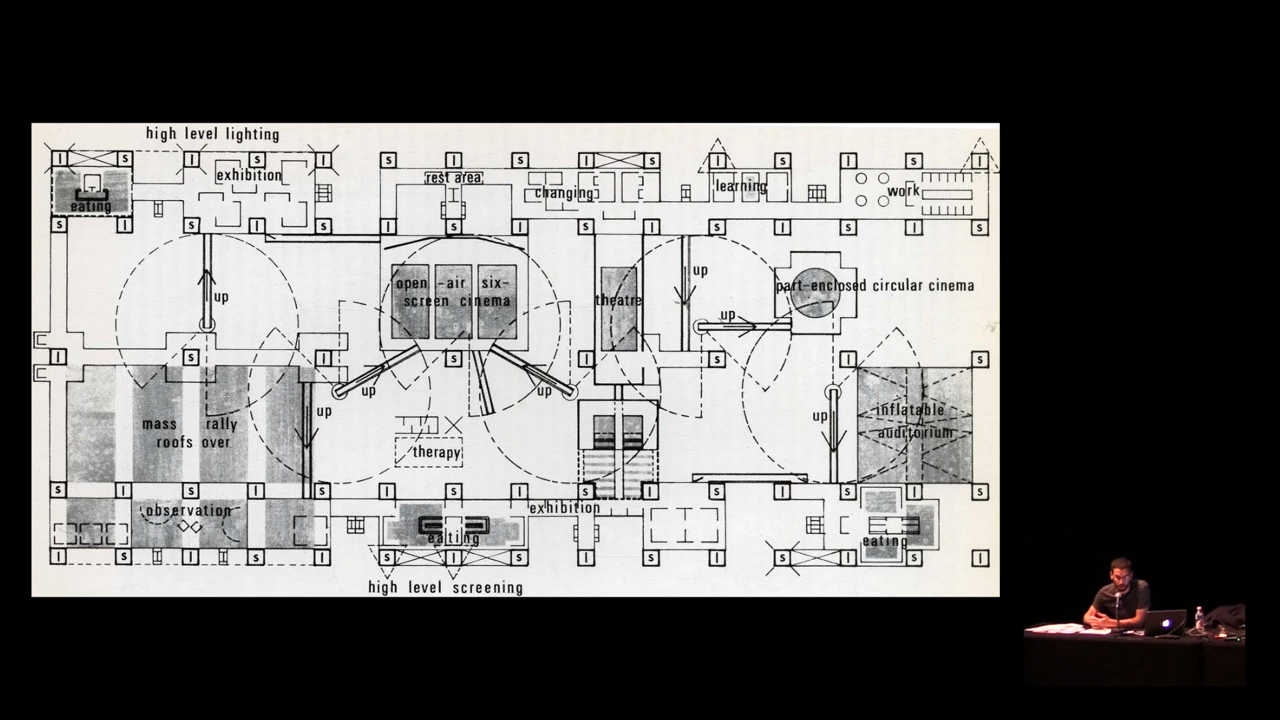 high level lighting
I S I S I S I S I S I S I S I
exhibition
rest area
changing
learning
work
eating
S I S I S I S I S I S I S I S
up
up
open-air six-
screen cinema
theatre
part-enclosed circular cinema
up
I S I S I S I S
up
up
up
up
mass rally
roofs over
therapy
inflatable
auditorium
S I S I S I S I S I S I S I S
observation
exhibition
eating
eating
I S I S I S I S I S I S I S I
high level screening